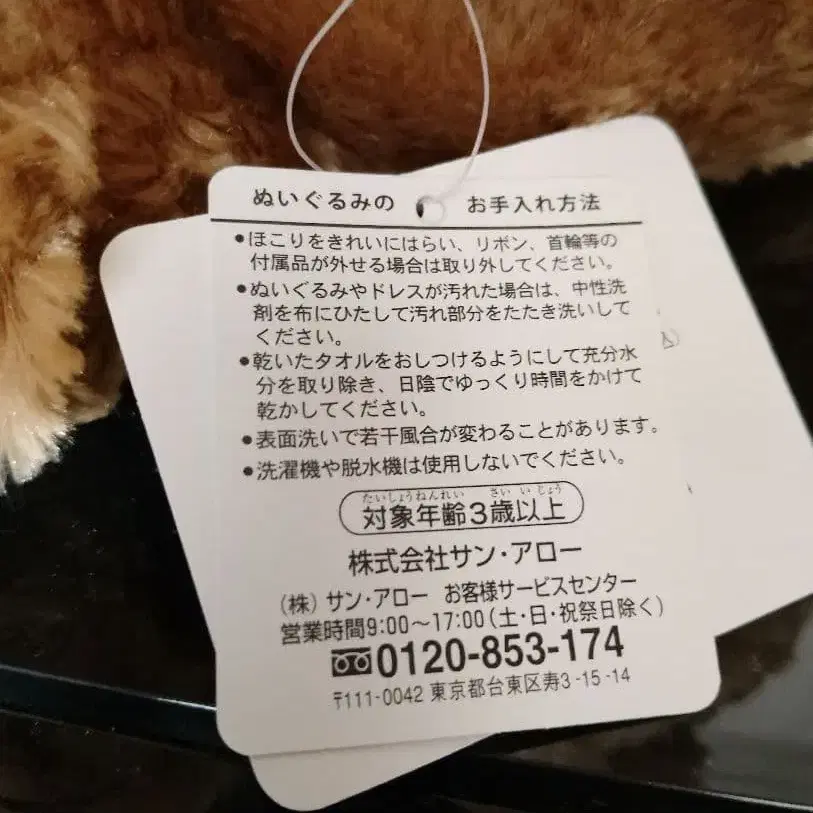 ぬいぐるみの お手入れ方法
•ほこりをきれいにはらい、リボン、首輪等の
付属品が外せる場合は取り外してください。
•ぬいぐるみやドレスが汚れた場合は、中性洗
剤を布にひたして汚れ部分をたたき洗いして
ください。
•乾いたタオルをおしつけるようにして充分水
分を取り除き、日陰でゆっくり時間をかけて
乾かしてください。
•表面洗いで若干風合が変わることがあります。
•洗濯機や脱水機は使用しないでください。
たいしょうねんれい さい いじょう
対象年齢3歳以上
株式会社サン・アロー
(株) サン・アロー お客様サービスセンター
営業時間9:00〜17:00(土・日・祝祭日除く)
0120-853-174
〒111-0042 東京都台東区寿3-15-14